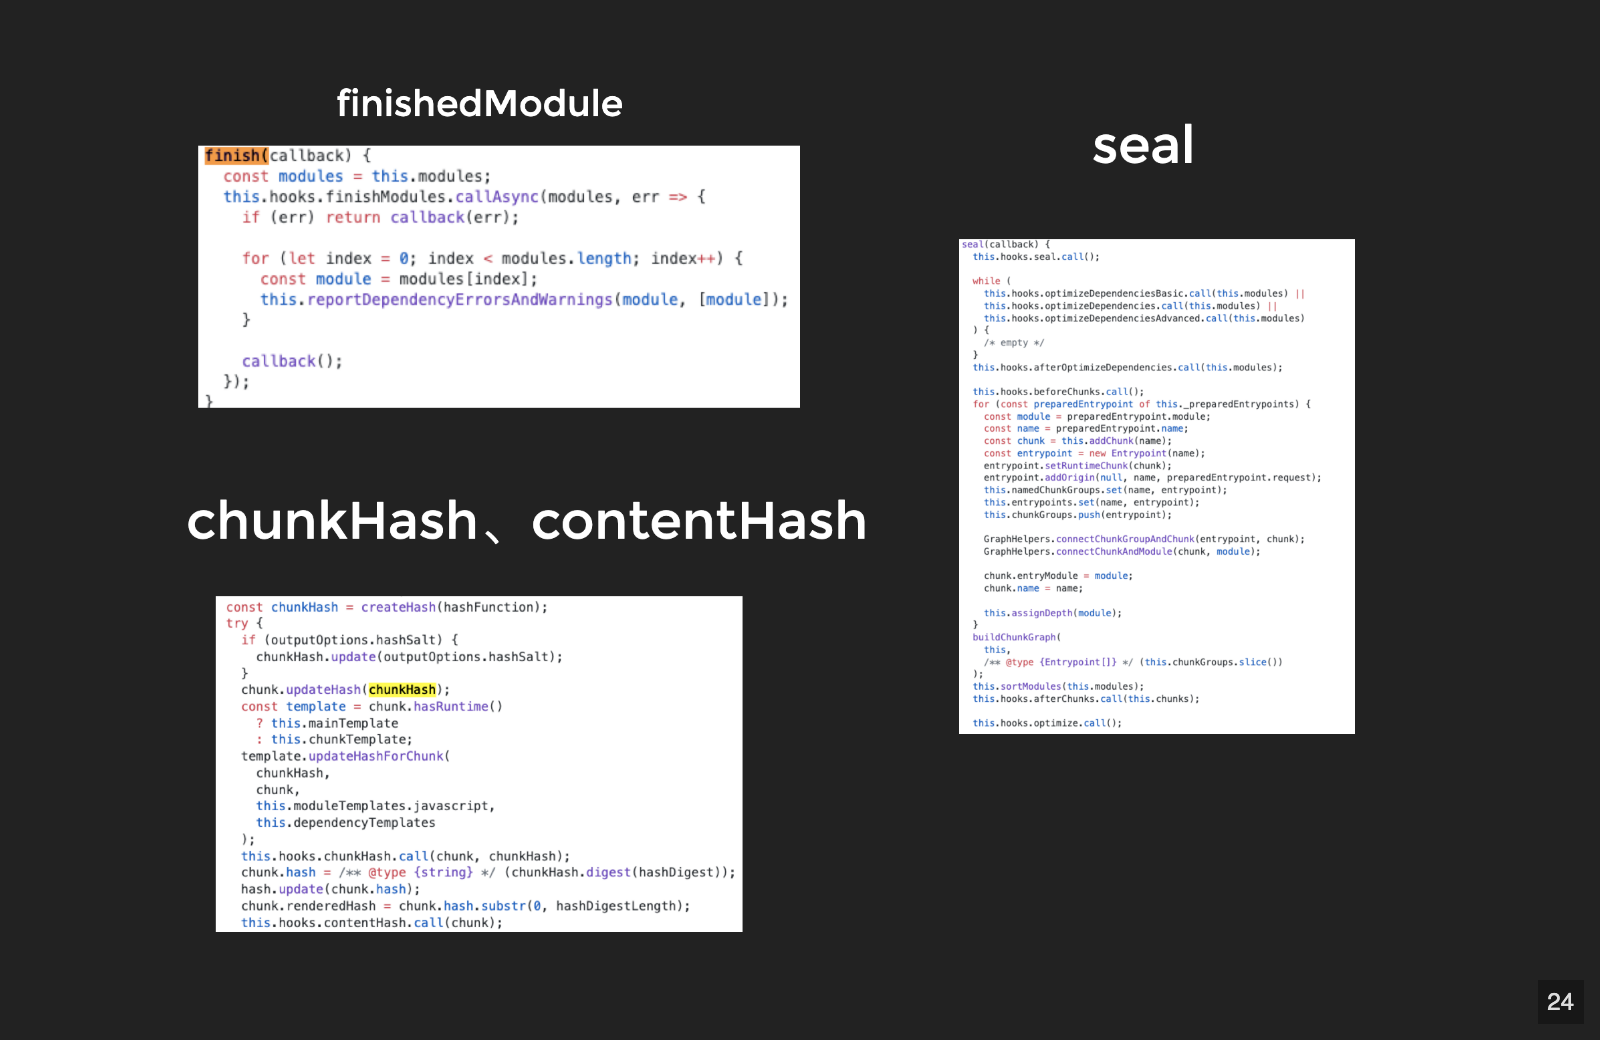 finishedModule
finish(callback) {
const modules = this.modules;
this.hooks.finishModules.callAsync(modules, err => {
if (err) return callback(err);
for (let index = 0; index < modules.length; index++) {
const module = modules[index];
this.reportDependencyErrorsAndWarnings(module, [module]);
}
callback();
});
}
chunkHash、contentHash
const chunkHash = createHash(hashFunction);
try {
if (outputOptions.hashSalt) {
chunkHash.update(outputOptions.hashSalt);
}
chunk.updateHash(chunkHash);
const template = chunk.hasRuntime()
? this.mainTemplate
: this.chunkTemplate;
template.updateHashForChunk(
chunkHash,
chunk,
this.moduleTemplates.javascript,
this.dependencyTemplates
);
this.hooks.chunkHash.call(chunk, chunkHash);
chunk.hash = /** @type {string} */ (chunkHash.digest(hashDigest));
hash.update(chunk.hash);
chunk.renderedHash = chunk.hash.substr(0, hashDigestLength);
this.hooks.contentHash.call(chunk);
seal
seal(callback) {
this.hooks.seal.call();
while (
this.hooks.optimizeDependenciesBasic.call(this.modules) ||
this.hooks.optimizeDependencies.call(this.modules) ||
this.hooks.optimizeDependenciesAdvanced.call(this.modules)
) {
/* empty */
}
this.hooks.afterOptimizeDependencies.call(this.modules);
this.hooks.beforeChunks.call();
for (const preparedEntrypoint of this._preparedEntrypoints) {
const module = preparedEntrypoint.module;
const name = preparedEntrypoint.name;
const chunk = this.addChunk(name);
const entrypoint = new Entrypoint(name);
entrypoint.setRuntimeChunk(chunk);
entrypoint.addOrigin(null, name, preparedEntrypoint.request);
this.namedChunkGroups.set(name, entrypoint);
this.entrypoints.set(name, entrypoint);
this.chunkGroups.push(entrypoint);
GraphHelpers.connectChunkGroupAndChunk(entrypoint, chunk);
GraphHelpers.connectChunkAndModule(chunk, module);
chunk.entryModule = module;
chunk.name = name;
this.assignDepth(module);
}
buildChunkGraph(
this,
/** @type {Entrypoint[]} */ (this.chunkGroups.slice())
);
this.sortModules(this.modules);
this.hooks.afterChunks.call(this.chunks);
this.hooks.optimize.call();
24